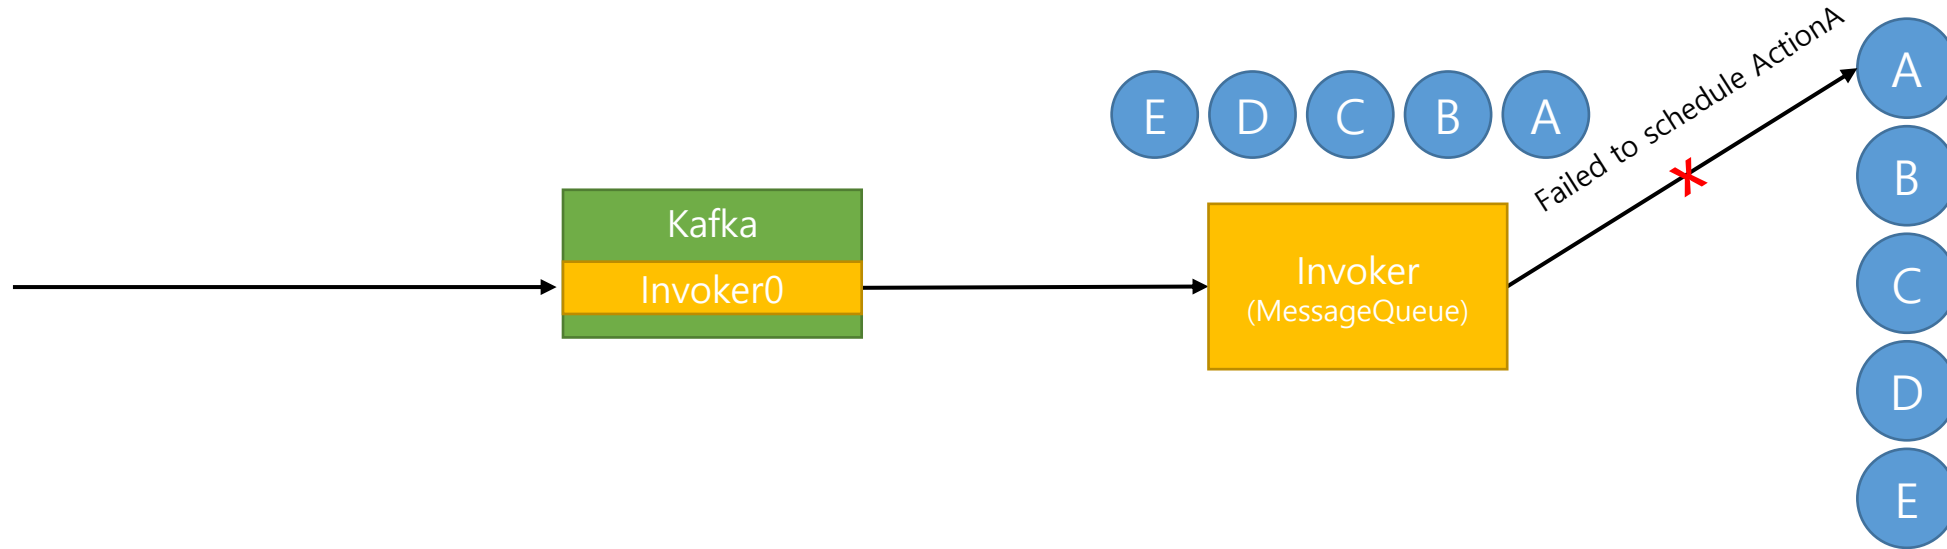 Failed to schedule ActionA
E D C B A
Kafka
Invoker0
Invoker
(MessageQueue)
A
B
C
D
E